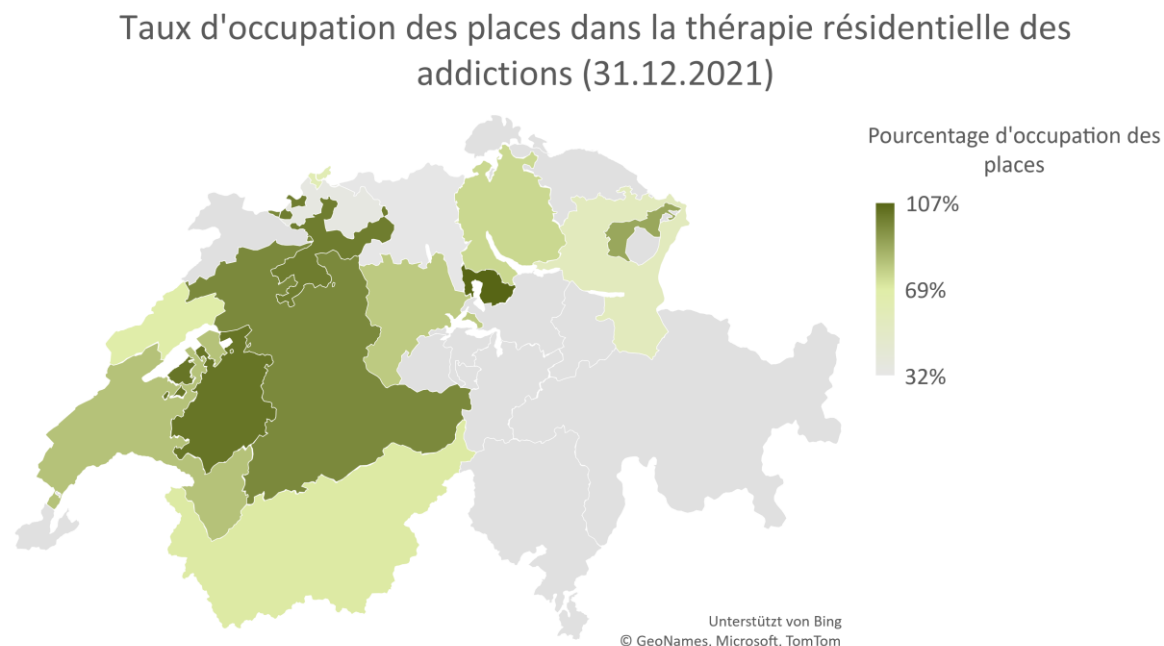 Taux d'occupation des places dans la thérapie résidentielle des
addictions (31.12.2021)
Pourcentage d'occupation des
places
107%
69%
32%
Unterstützt von Bing
© GeoNames, Microsoft, TomTom